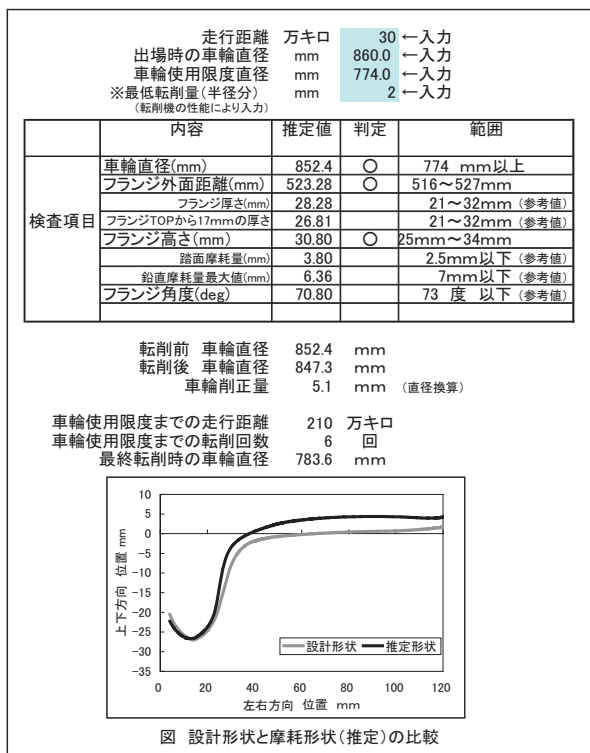 走行距離 万キロ 30 ←入力
出場時の車輪直径 mm 860.0 ←入力
車輪使用限度直径 mm 774.0 ←入力
※最低転削量(半径分) mm 2 ←入力
(転削機の性能により入力)
内容 推定値 判定 範囲
検査項目
車輪直径(mm) 852.4 ○ 774 mm以上
フランジ外面距離(mm) 523.28 ○ 516～527mm
フランジ厚さ(mm) 28.28 21～32mm (参考値)
フランジTOPから17mmの厚さ 26.81 21～32mm (参考値)
フランジ高さ(mm) 30.80 ○ 25mm～34mm
踏面摩耗量(mm) 3.80 2.5mm以下 (参考値)
鉛直摩耗量最大値(mm) 6.36 7mm以下 (参考値)
フランジ角度(deg) 70.80 73 度 以下 (参考値)
転削前 車輪直径 852.4 mm
転削後 車輪直径 847.3 mm
車輪削正量 5.1 mm (直径換算)
車輪使用限度までの走行距離 210 万キロ
車輪使用限度までの転削回数 6 回
最終転削時の車輪直径 783.6 mm
上下方向 位置 mm
10
5
0
-5
-10
-15
-20
-25
-30
-35
設計形状 推定形状
0 20 40 60 80 100 120
左右方向 位置 mm
図 設計形状と摩耗形状(推定)の比較